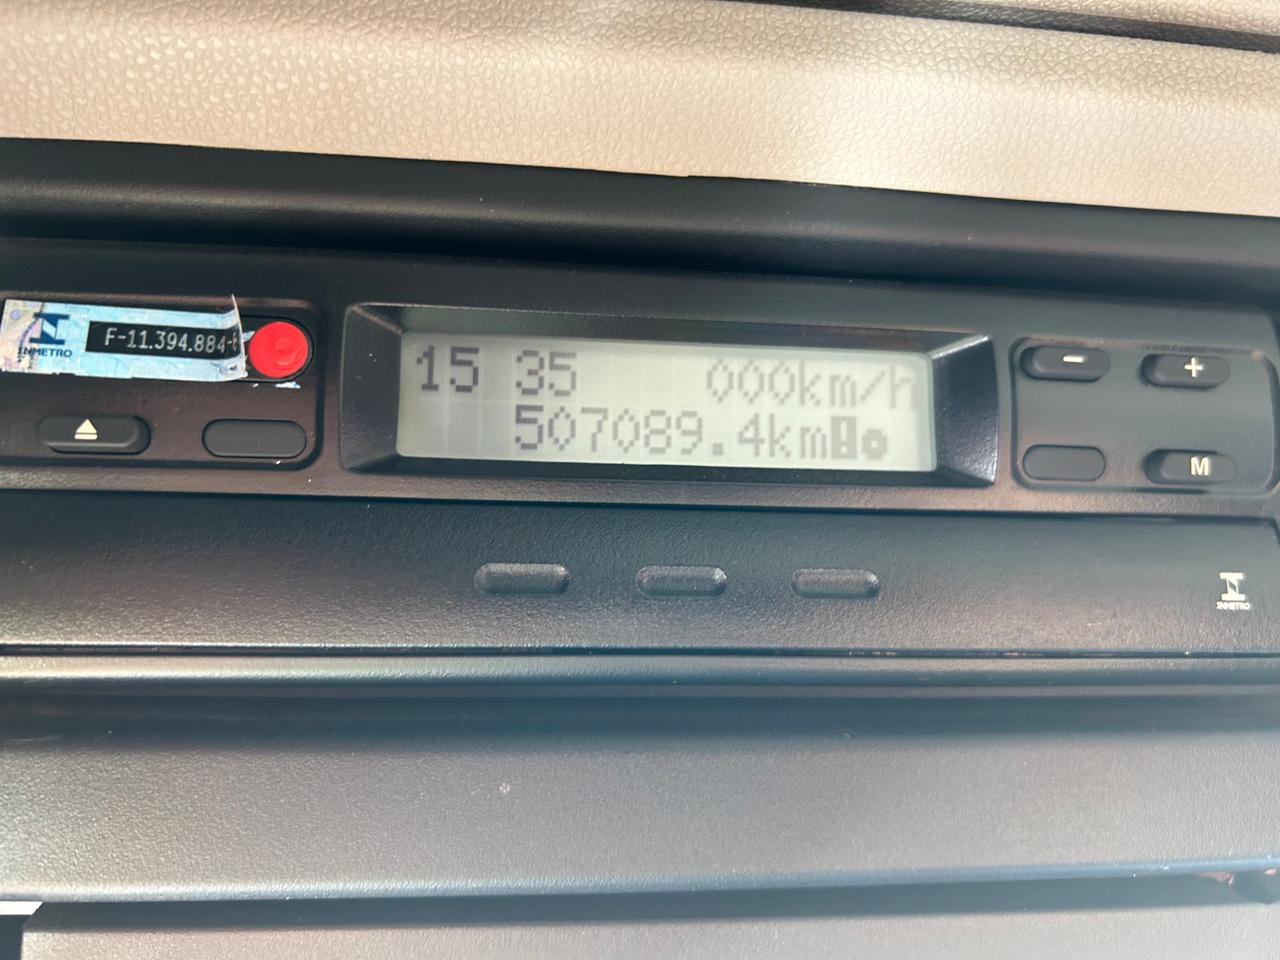 INMETRO
F-11.394.884-
15 35 000km/h
507089.4km
- +
M
INMETRO